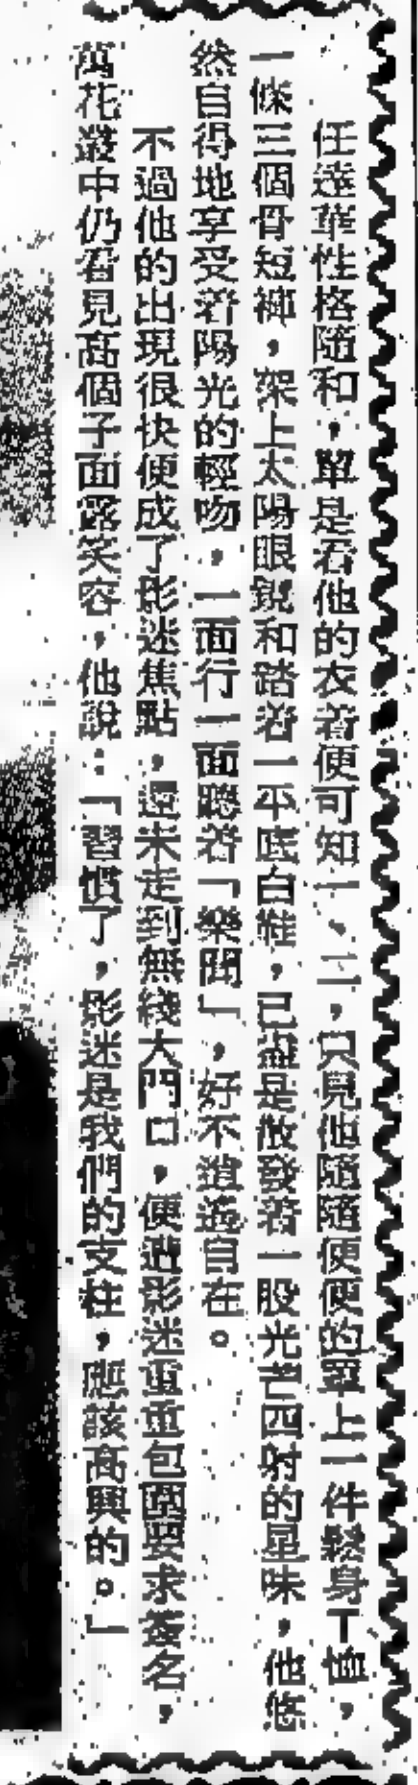 任達華性格隨和，單是看他的衣着便可知一、二，只見他隨隨便便的罩上一件鬆身T恤，
一條三個骨短褲，架上太陽眼鏡和踏着一平底白鞋，已盡是散發着一股光芒四射的星味，他悠
然自得地享受着陽光的輕吻，一面行一面聽着「樂聞」，好不逍遙自在。
不過他的出現很快便成了影迷焦點，還未走到無綫大門口，便遭影迷重重包圍要求簽名，
萬花叢中仍看見高個子面露笑容，他說：「習慣了，影迷是我們的支柱，應該高興的。」